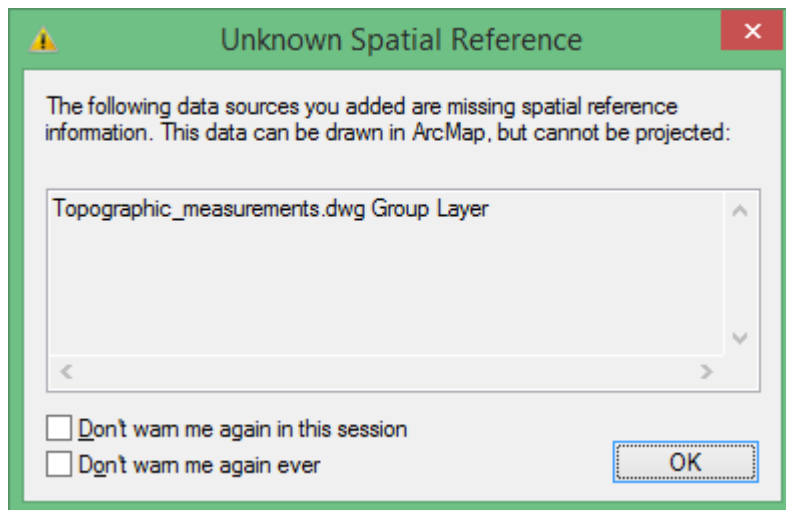 Unknown Spatial Reference
The following data sources you added are missing spatial reference
information. This data can be drawn in ArcMap, but cannot be projected:
Topographic_measurements.dwg Group Layer
Don't warn me again in this session
Don't warn me again ever
OK